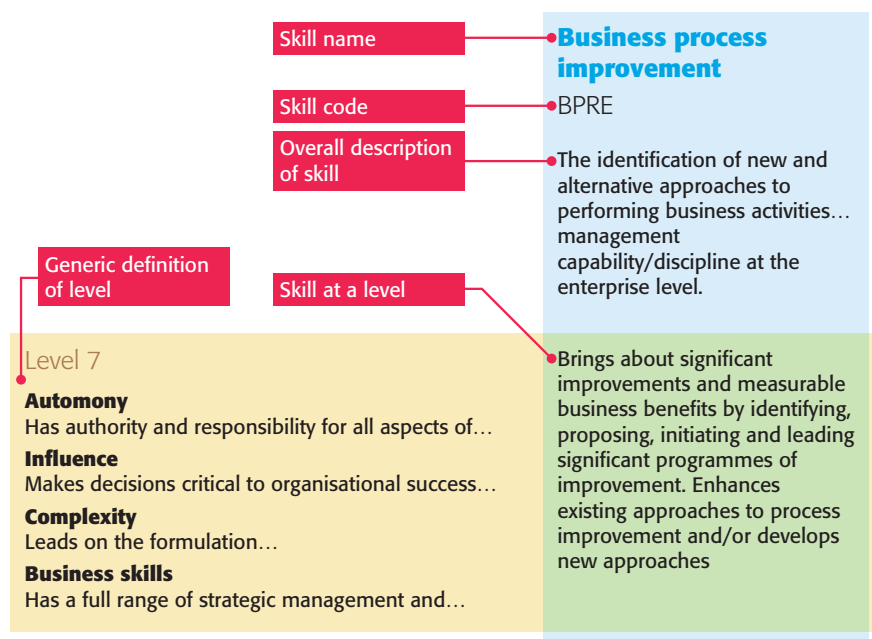 Skill name
Business process
improvement
Skill code
BPRE
Overall description
of skill
The identification of new and
alternative approaches to
performing business activities…
management
capability/discipline at the
enterprise level.
Generic definition
of level
Skill at a level
Level 7
Automony
Has authority and responsibility for all aspects of…
Influence
Makes decisions critical to organisational success…
Complexity
Leads on the formulation…
Business skills
Has a full range of strategic management and…
Brings about significant
improvements and measurable
business benefits by identifying,
proposing, initiating and leading
significant programmes of
improvement. Enhances
existing approaches to process
improvement and/or develops
new approaches